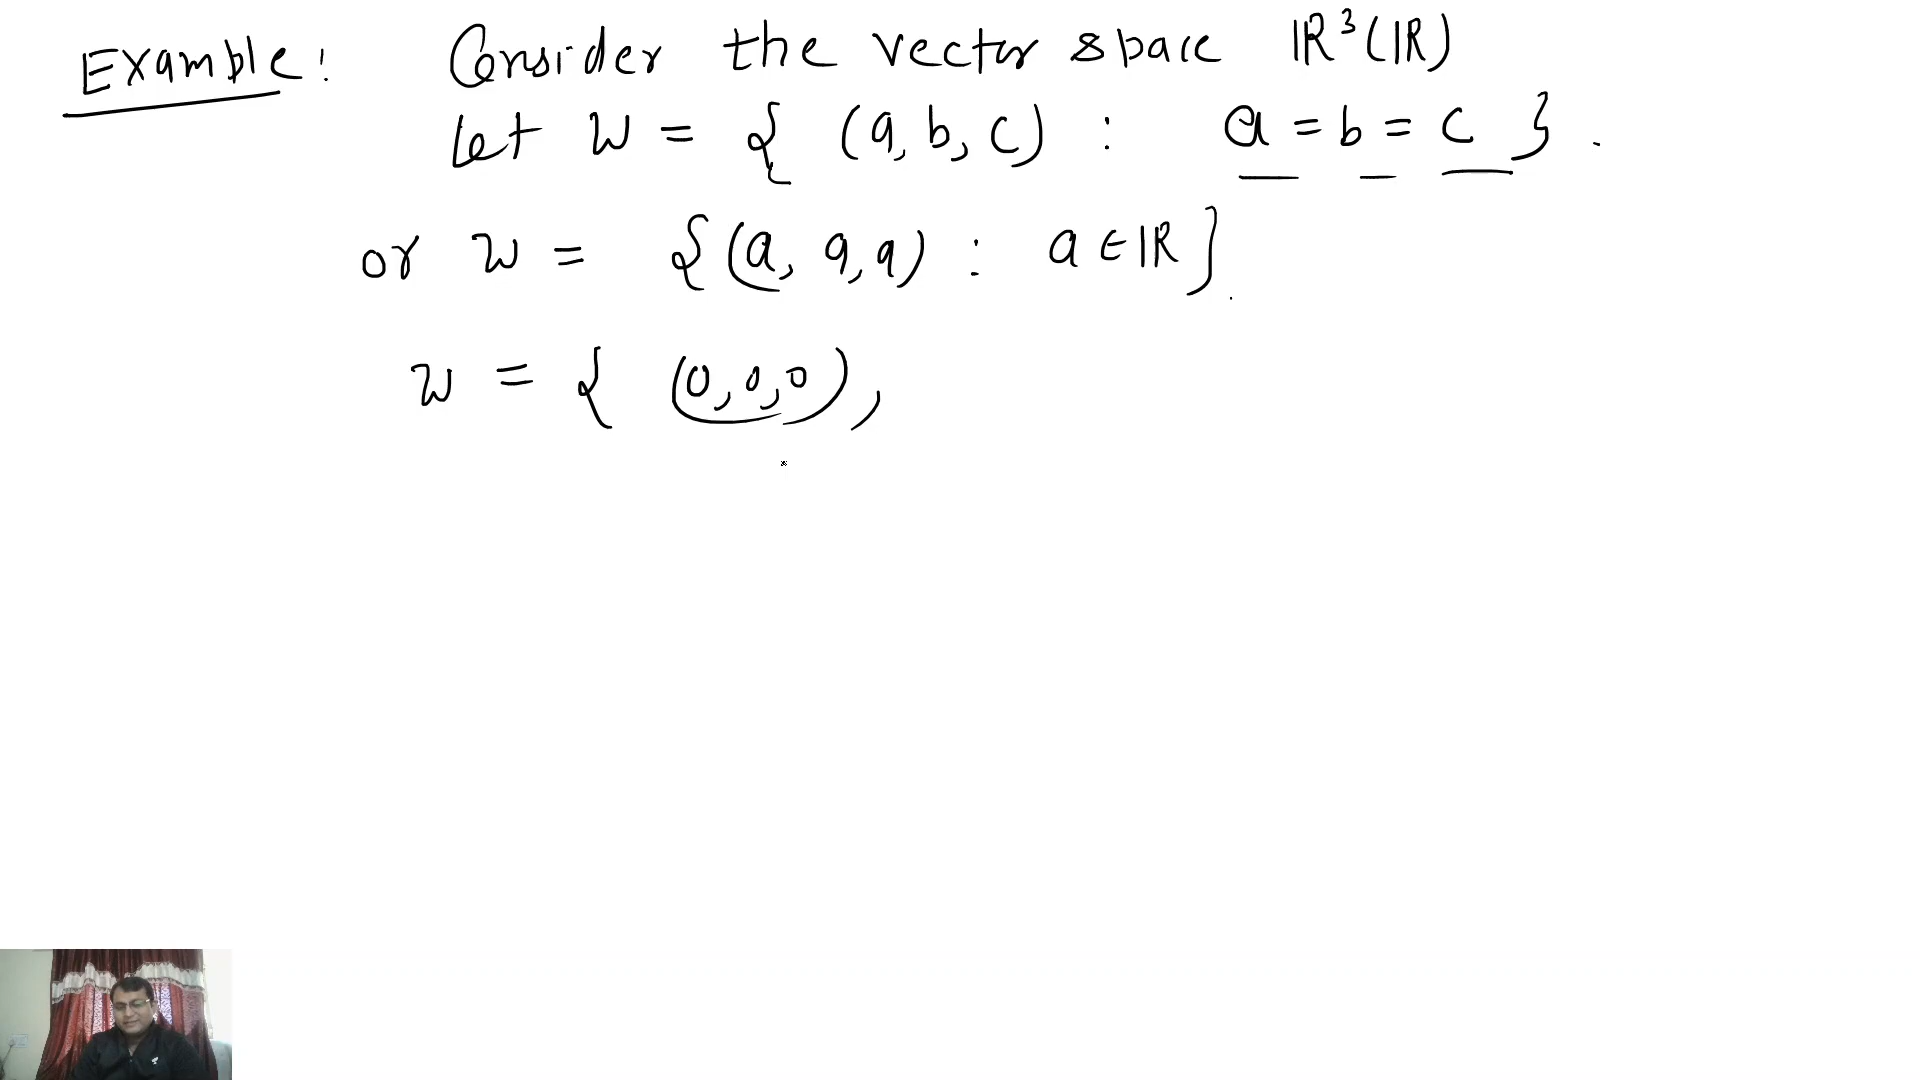 Example: Consider the vector space ℝ³(ℝ)
Let W = { (a, b, c) : a = b = c } .
or W = {(a, a, a) : a ∈ ℝ}.
W = { (0, 0, 0),